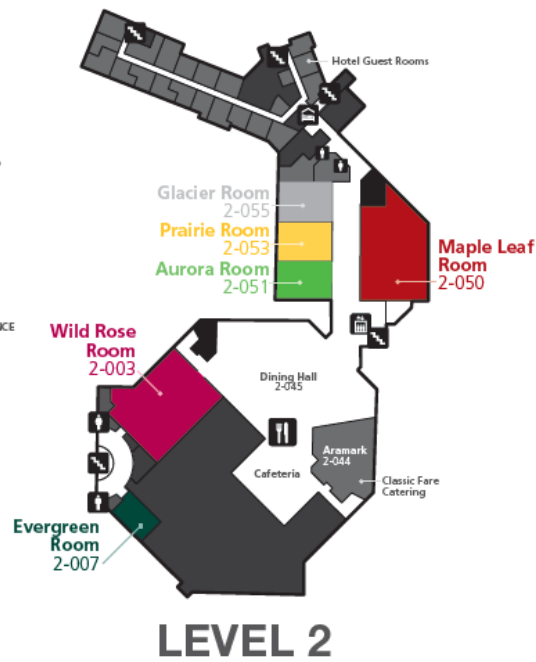 Hotel Guest Rooms
Glacier Room
2-055
Prairie Room
2-053
Aurora Room
2-051
Maple Leaf
Room
2-050
NCE
Wild Rose
Room
2-003
Dining Hall
2-045
Aramark
2-044
Cafeteria
Classic Fare
Catering
Evergreen
Room
2-007
LEVEL 2